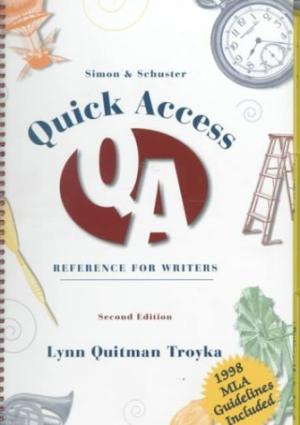 Simon & Schuster
Quick Access
QA
REFERENCE FOR WRITERS
Second Edition
Lynn Quitman Troyka
1998
MLA
Guidelines
Included